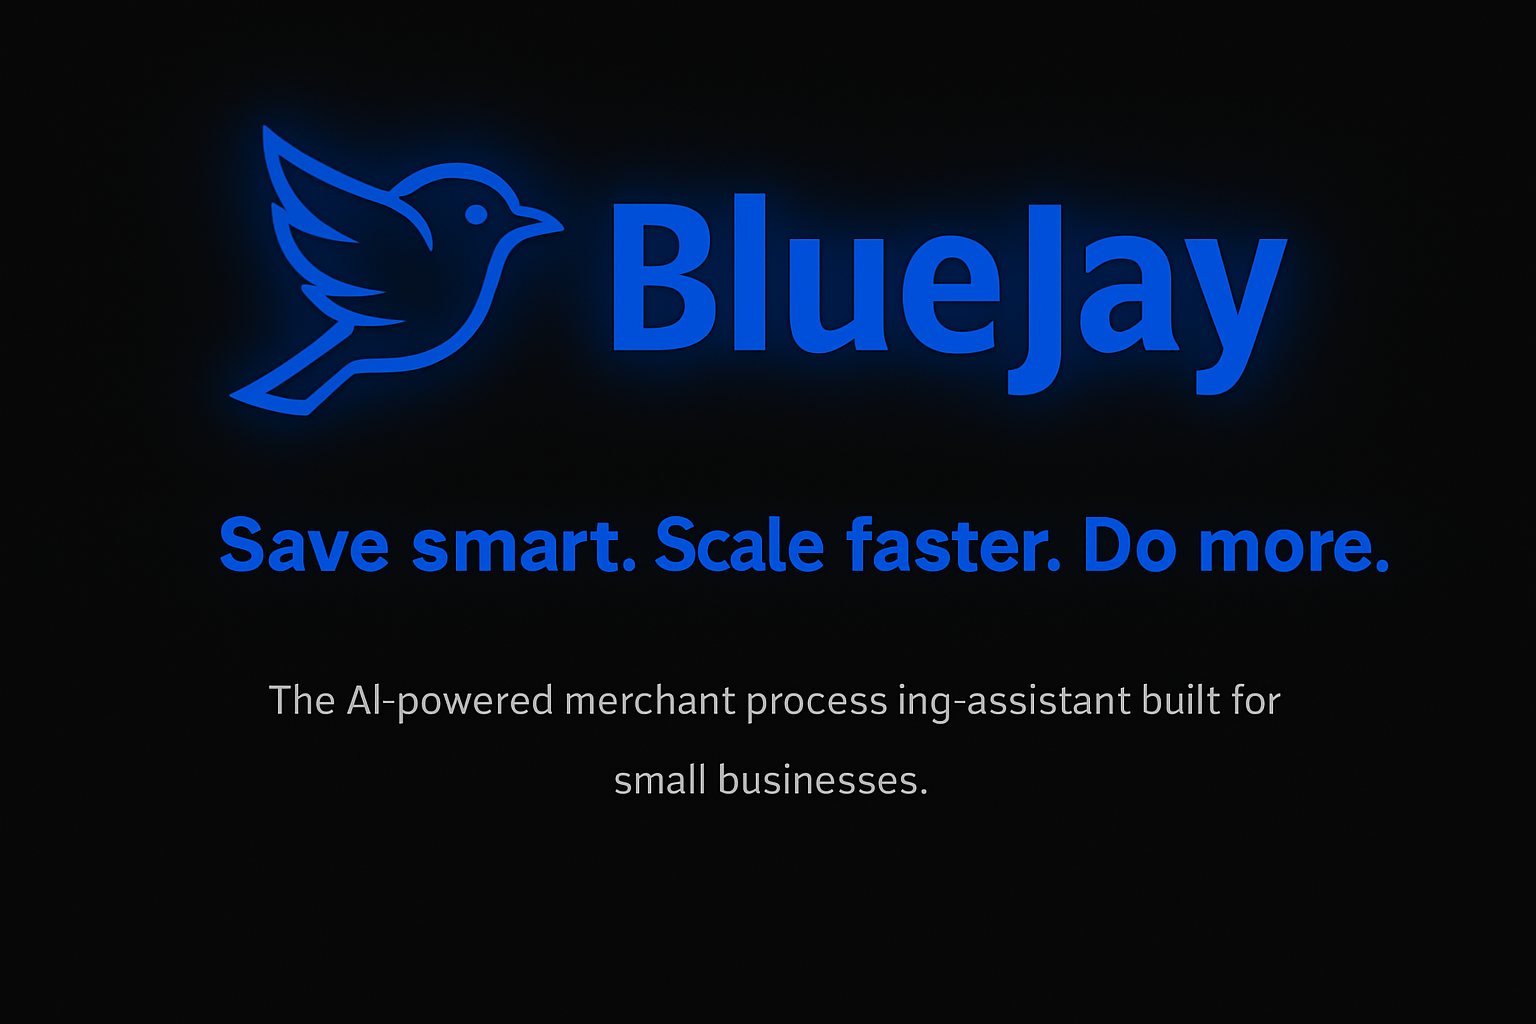 BlueJay
Save smart. Scale faster. Do more.
The AI-powered merchant process ing-assistant built for
small businesses.